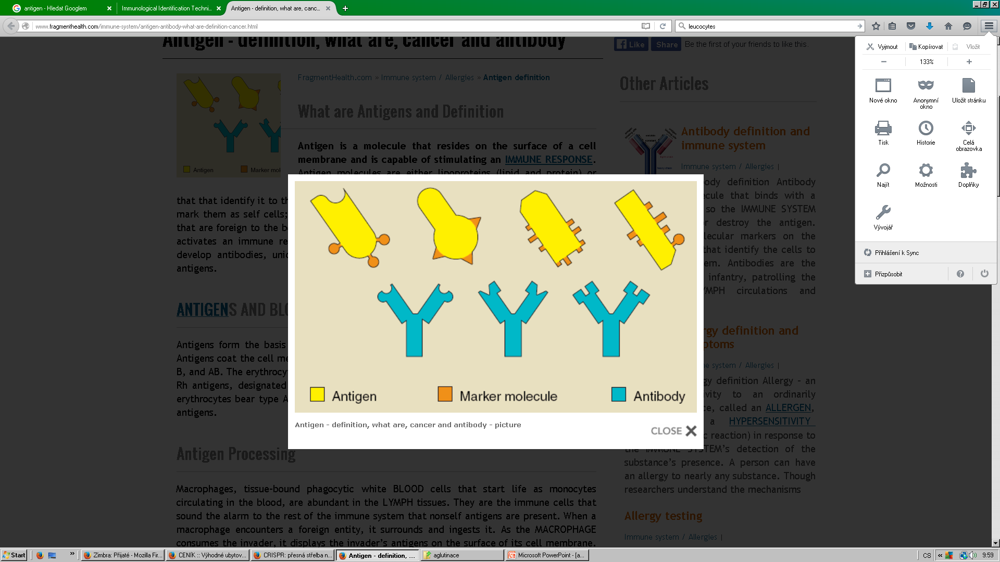 antigen - Hledat Googlem
Immunological Identification Techni...
Antigen - definition, what are, canc...
www.fragmenthealth.com/immune-system/antigen-antibody-what-are-definition-cancer.html
leucocytes
Antigen - definition, what are, cancer and antibody
Like
Share
Be the first of your friends to like this.
Vyjmout
Kopírovat
Vložit
133%
Nové okno
Anonymní
okno
Uložit stránku
Tisk
Historie
Celá
obrazovka
Najít
Možnosti
Doplňky
Vývojář
Přihlášení k Sync
Přizpůsobit
FragmentHealth.com » Immune system / Allergies » Antigen definition
What are Antigens and Definition
Antigen is a molecule that resides on the surface of a cell
membrane and is capable of stimulating an IMMUNE RESPONSE.
Antigen molecules are either lipoproteins (lipid and protein) or
Antigen
Marker mol
that that identify it to th
mark them as self cells;
that are foreign to the b
activates an immune re
develop antibodies, uni
antigens.
ANTIGENS AND BL
Antigens form the basis
Antigens coat the cell me
B, and AB. The erythrocy
Rh antigens, designated
erythrocytes bear type A
antigens.
Antigen
Marker molecule
Antibody
Antigen - definition, what are, cancer and antibody - picture
CLOSE
Antigen Processing
Macrophages, tissue-bound phagocytic white BLOOD cells that start life as monocytes
circulating in the blood, are abundant in the LYMPH tissues. They are the immune cells that
sound the alarm to the rest of the immune system that nonself antigens are present. When a
macrophage encounters a foreign entity, it surrounds and ingests it. As the MACROPHAGE
consumes the invader, it displays the invader's antigens on the surface of its cell membrane.
Other Articles
Antibody definition and
immune system
Immune system / Allergies |
ody definition Antibody
ecule that binds with a
so the IMMUNE SYSTEM
r destroy the antigen.
lecular markers on the
that identify the cells to
em. Antibodies are the
infantry, patrolling the
YMPH circulations and
rgy definition and
ptoms
ne system / Allergies |
gy definition Allergy - an
tivity to an ordinarily
ce, called an ALLERGEN,
a HYPERSENSITIVITY
c reaction) in response to
the IMMUNE SYSTEM's detection of the
substance's presence. A person can have
an allergy to nearly any substance. Though
researchers understand the mechanisms
Allergy testing
Immune system / Allergies |
Start
»
Zimbra: Přijaté - Mozilla Fir...
CENÍK :: Výhodné ubytov...
CRISPR: přesná střelba n...
Antigen - definition, ...
aglutinace
Microsoft PowerPoint - [a...
CS
«
9:59